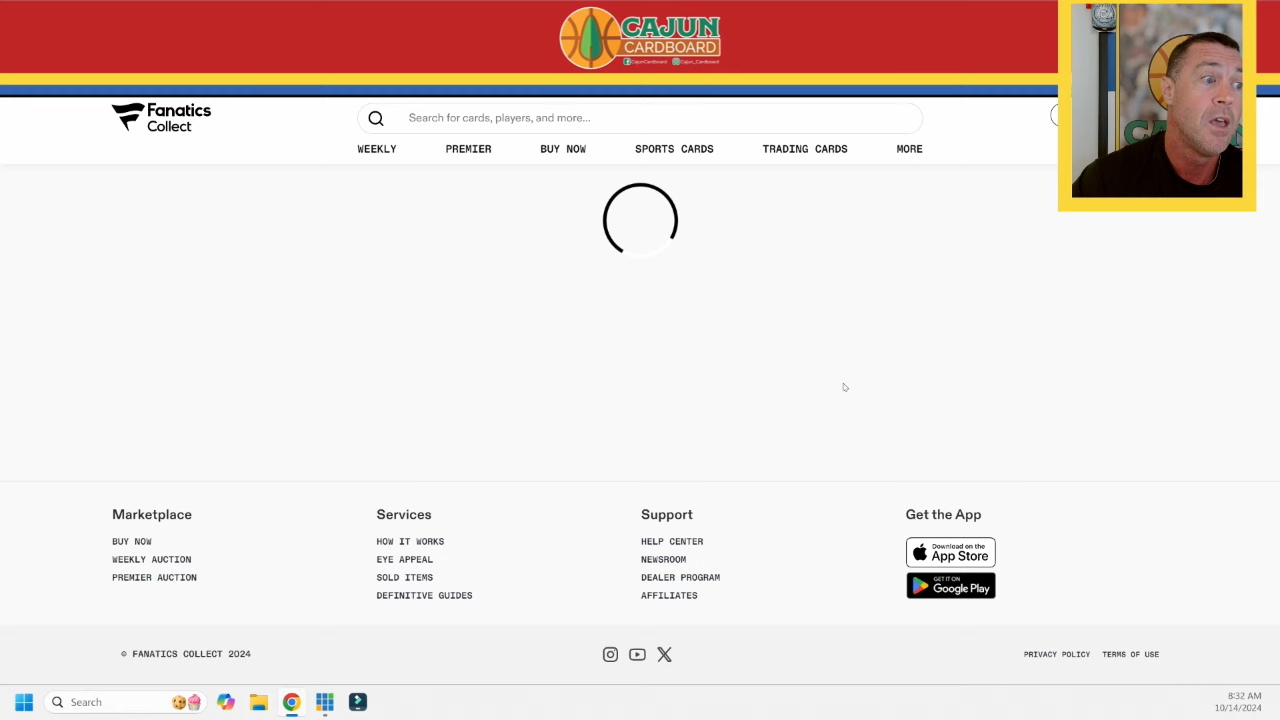 CAJUN
CARDBOARD
CajunCardboard Cajun_Cardboard
Fanatics
Collect
Search for cards, players, and more...
WEEKLY PREMIER BUY NOW SPORTS CARDS TRADING CARDS MORE
Marketplace
BUY NOW
WEEKLY AUCTION
PREMIER AUCTION
Services
HOW IT WORKS
EYE APPEAL
SOLD ITEMS
DEFINITIVE GUIDES
Support
HELP CENTER
NEWSROOM
DEALER PROGRAM
AFFILIATES
Get the App
Download on the
App Store
GET IT ON
Google Play
© FANATICS COLLECT 2024
PRIVACY POLICY TERMS OF USE
Search
8:32 AM
10/14/2024